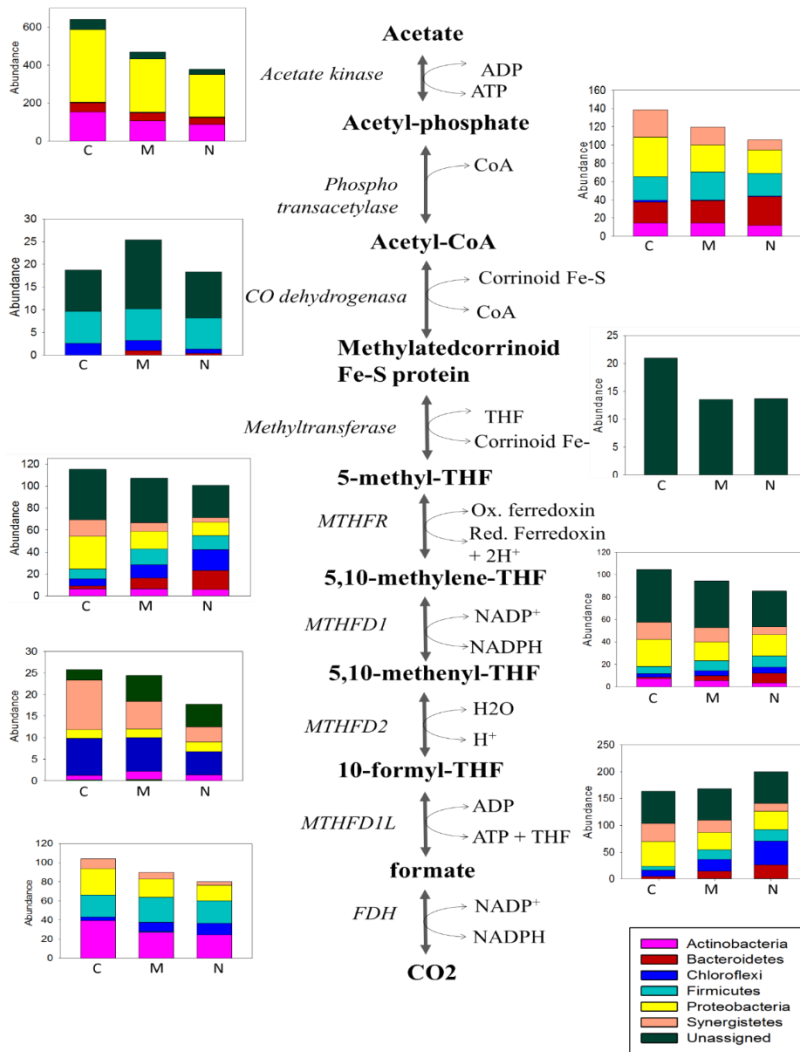 Acetate
Acetate kinase
ADP
ATP
Acetyl-phosphate
CoA
Phospho
transacetylase
Acetyl-CoA
CO dehydrogenasa
Corrinoid Fe-S
CoA
Methylatedcorrinoid
Fe-S protein
Methyltransferase
THF
Corrinoid Fe-
5-methyl-THF
MTHFR
Ox. ferredoxin
Red. Ferredoxin
+ 2H⁺
5,10-methylene-THF
MTHFD1
NADP⁺
NADPH
5,10-methenyl-THF
MTHFD2
H2O
H⁺
10-formyl-THF
MTHFD1L
ADP
ATP + THF
formate
FDH
NADP⁺
NADPH
CO2
Abundance
600
400
200
0
C M N
Abundance
30
25
20
15
10
5
0
C M N
Abundance
120
100
80
60
40
20
0
C M N
Abundance
30
25
20
15
10
5
0
C M N
Abundance
120
100
80
60
40
20
0
C M N
Abundance
160
140
120
100
80
60
40
20
0
C M N
Abundance
25
20
15
10
5
0
C M N
Abundance
120
100
80
60
40
20
0
C M N
Abundance
250
200
150
100
50
0
C M N
Actinobacteria
Bacteroidetes
Chloroflexi
Firmicutes
Proteobacteria
Synergistetes
Unassigned